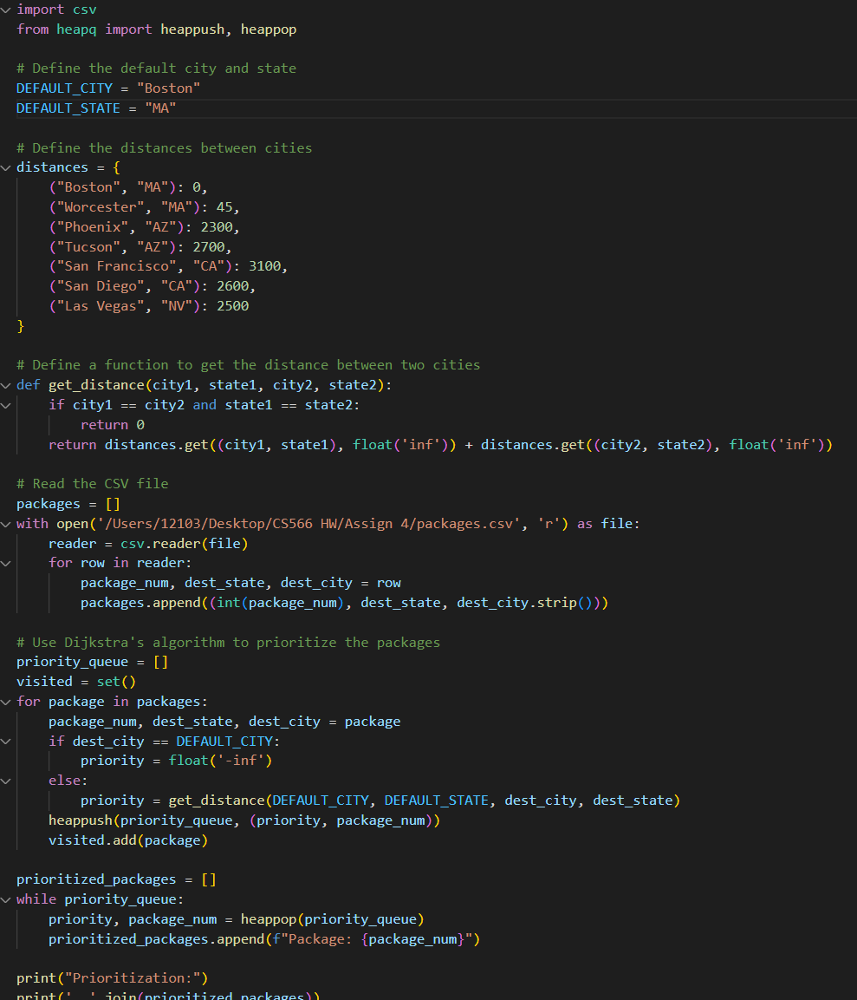 import csv
from heapq import heappush, heappop

# Define the default city and state
DEFAULT_CITY = "Boston"
DEFAULT_STATE = "MA"

# Define the distances between cities
distances = {
    ("Boston", "MA"): 0,
    ("Worcester", "MA"): 45,
    ("Phoenix", "AZ"): 2300,
    ("Tucson", "AZ"): 2700,
    ("San Francisco", "CA"): 3100,
    ("San Diego", "CA"): 2600,
    ("Las Vegas", "NV"): 2500
}

# Define a function to get the distance between two cities
def get_distance(city1, state1, city2, state2):
    if city1 == city2 and state1 == state2:
        return 0
    return distances.get((city1, state1), float('inf')) + distances.get((city2, state2), float('inf'))

# Read the CSV file
packages = []
with open('/Users/12103/Desktop/CS566 HW/Assign 4/packages.csv', 'r') as file:
    reader = csv.reader(file)
    for row in reader:
        package_num, dest_state, dest_city = row
        packages.append((int(package_num), dest_state, dest_city.strip()))

# Use Dijkstra's algorithm to prioritize the packages
priority_queue = []
visited = set()
for package in packages:
    package_num, dest_state, dest_city = package
    if dest_city == DEFAULT_CITY:
        priority = float('-inf')
    else:
        priority = get_distance(DEFAULT_CITY, DEFAULT_STATE, dest_city, dest_state)
    heappush(priority_queue, (priority, package_num))
    visited.add(package)

prioritized_packages = []
while priority_queue:
    priority, package_num = heappop(priority_queue)
    prioritized_packages.append(f"Package: {package_num}")

print("Prioritization:")
join(prioritized_packages))